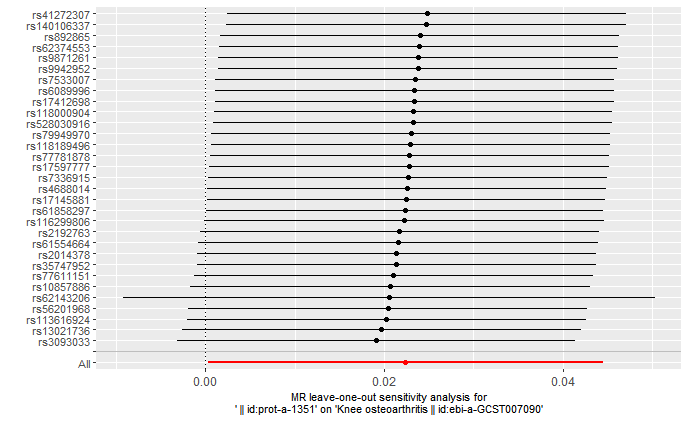 rs41272307
rs140106337
rs892865
rs62374553
rs9871261
rs9942952
rs7533007
rs6089996
rs17412698
rs118000904
rs528030916
rs79949970
rs118189496
rs77781878
rs17597777
rs7336915
rs4688014
rs17145881
rs61858297
rs116299806
rs2192763
rs61554664
rs2014378
rs35747952
rs77611151
rs10857886
rs62143206
rs56201968
rs113616924
rs13021736
rs3093033
All
0.00 0.02 0.04
MR leave-one-out sensitivity analysis for
' id:prot-a-1351' on 'Knee osteoarthritis id:ebi-a-GCST007090'